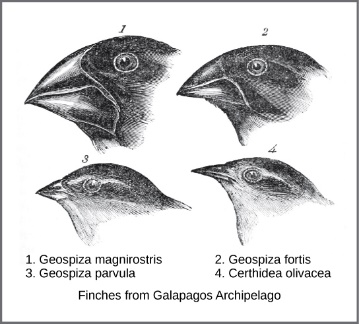 1
2
3
4
1. Geospiza magnirostris
2. Geospiza fortis
3. Geospiza parvula
4. Certhidea olivacea
Finches from Galapagos Archipelago